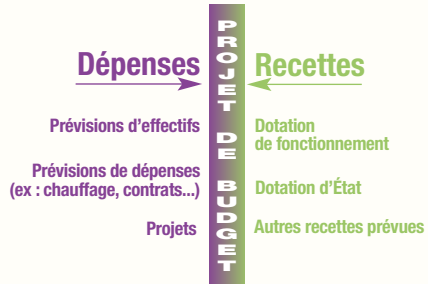 Dépenses
Prévisions d'effectifs
Prévisions de dépenses
(ex : chauffage, contrats...)
Projets
PROJET DE BUDGET
Recettes
Dotation
de fonctionnement
Dotation d'État
Autres recettes prévues